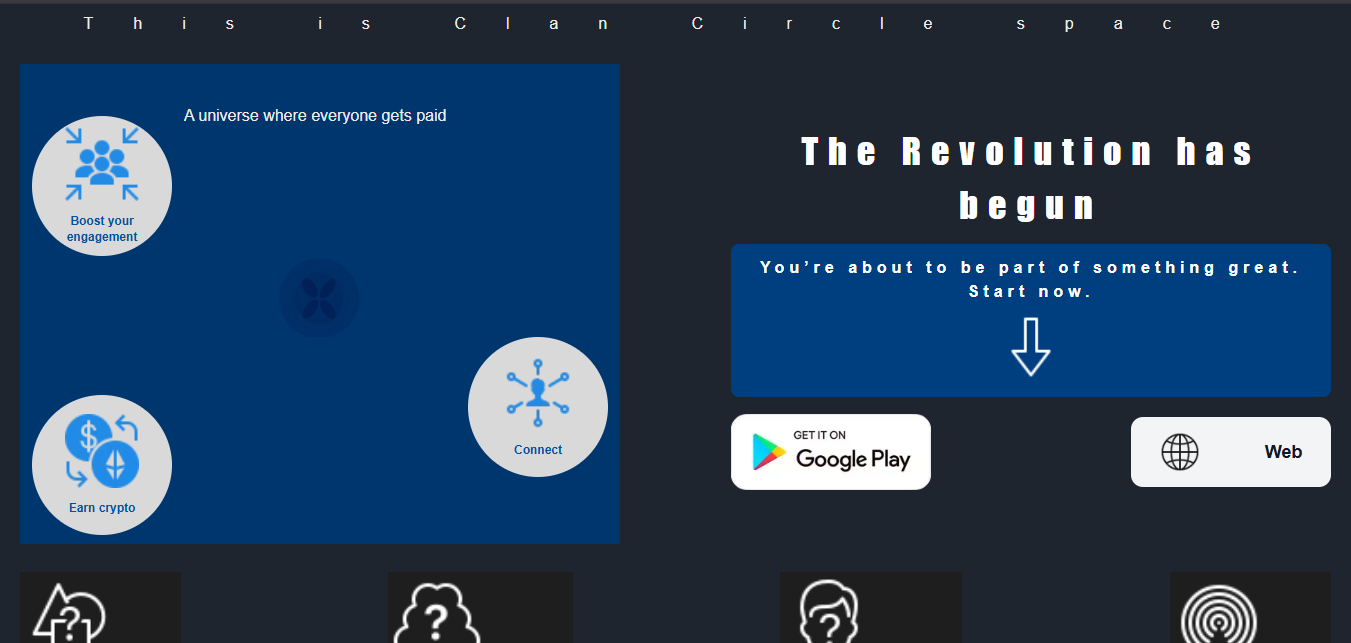 This is Clan Circle space
A universe where everyone gets paid
Boost your
engagement
Connect
Earn crypto
The Revolution has
begun
You’re about to be part of something great.
Start now.
GET IT ON
Google Play
Web